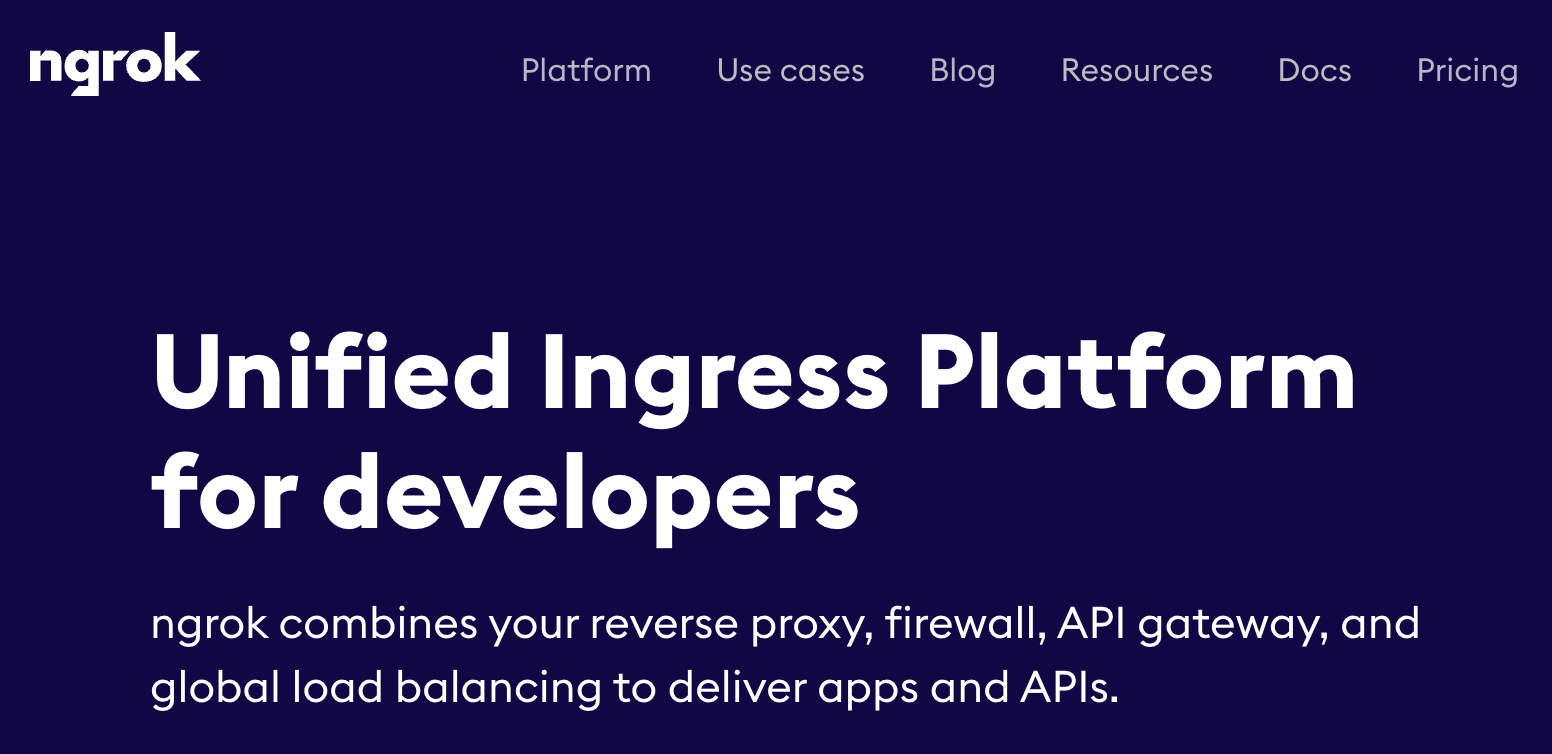 ngrok
Platform Use cases Blog Resources Docs Pricing
Unified Ingress Platform
for developers
ngrok combines your reverse proxy, firewall, API gateway, and
global load balancing to deliver apps and APIs.